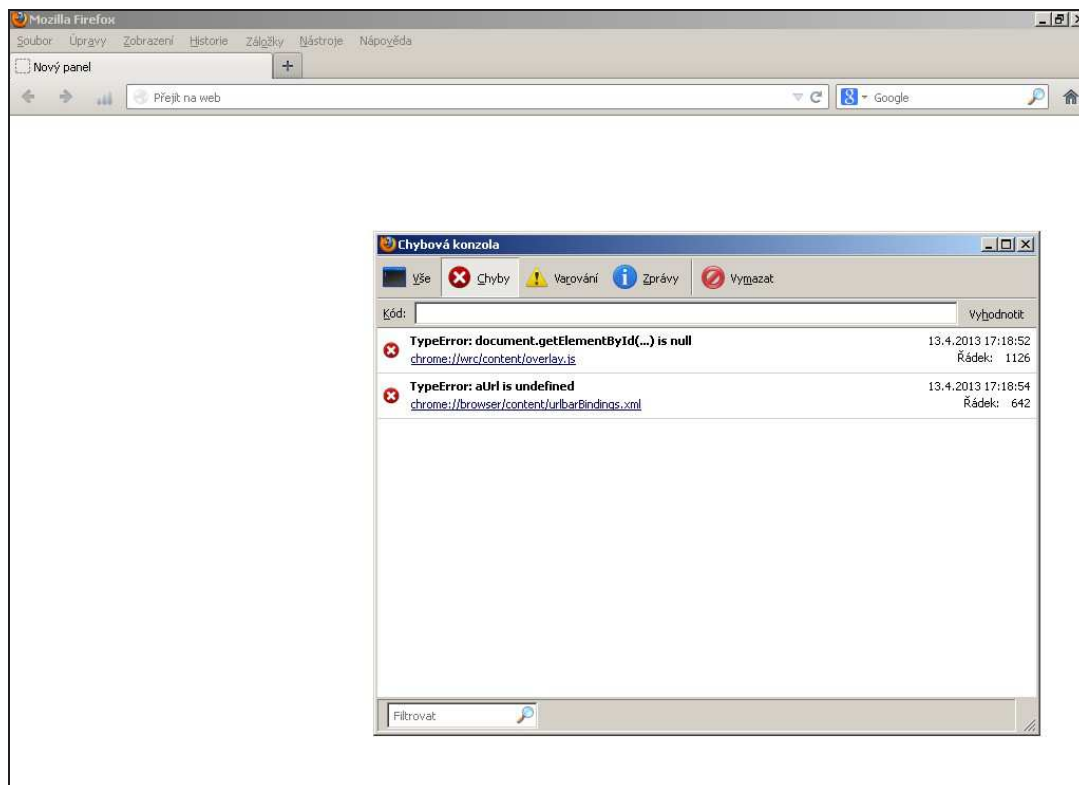 Mozilla Firefox
Soubor Úpravy Zobrazení Historie Záložky Nástroje Nápověda
Nový panel +
Přejít na web Google
Chybová konzola
Vše Chyby Varování Zprávy Vymazat
Kód: Vyhodnotit
TypeError: document.getElementById(...) is null 13.4.2013 17:18:52
chrome://wrc/content/overlay.js Řádek: 1126
TypeError: aUrl is undefined 13.4.2013 17:18:54
chrome://browser/content/urlbarBindings.xml Řádek: 642
Filtrovat